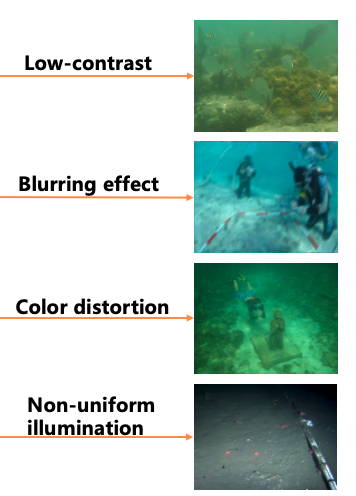 Low-contrast
Blurring effect
Color distortion
Non-uniform
illumination